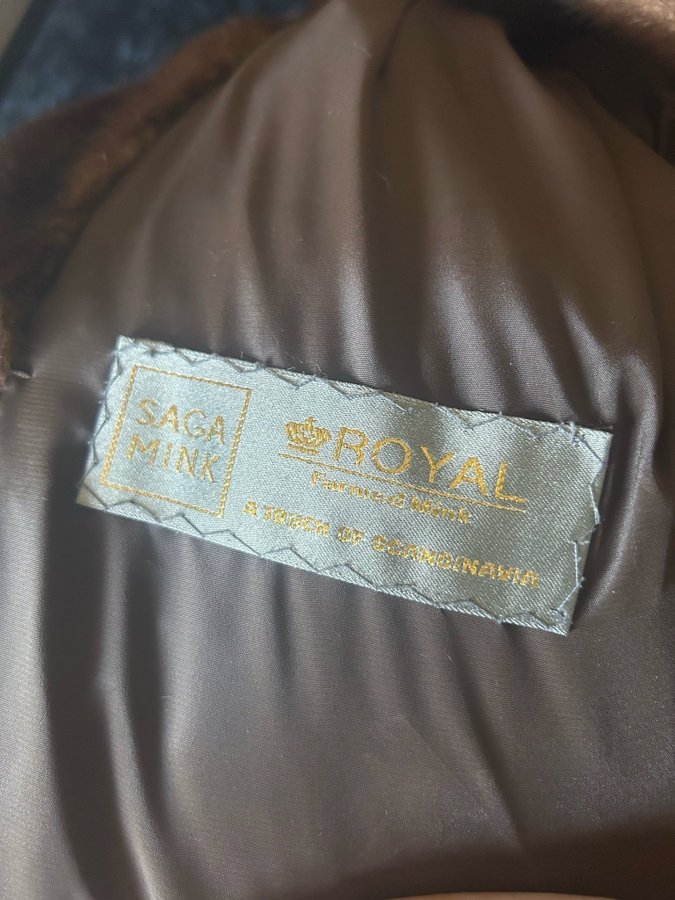 SAGA
MINK
ROYAL
Farmed Mink
A TOUCH OF SCANDINAVIA